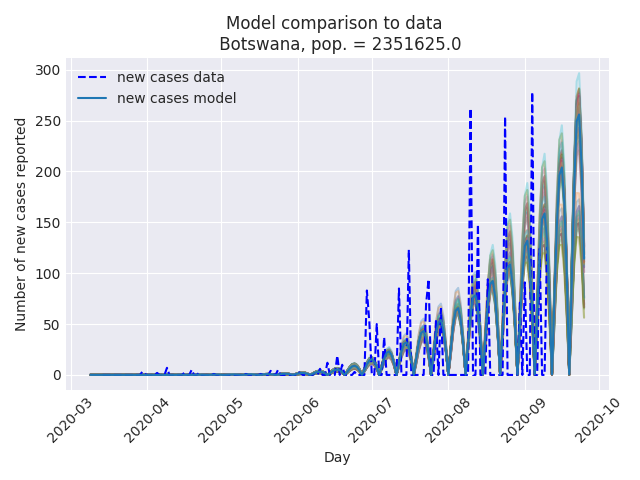 Model comparison to data
Botswana, pop. = 2351625.0
new cases data
new cases model
Number of new cases reported
300
250
200
150
100
50
0
2020-03
2020-04
2020-05
2020-06
2020-07
2020-08
2020-09
2020-10
Day